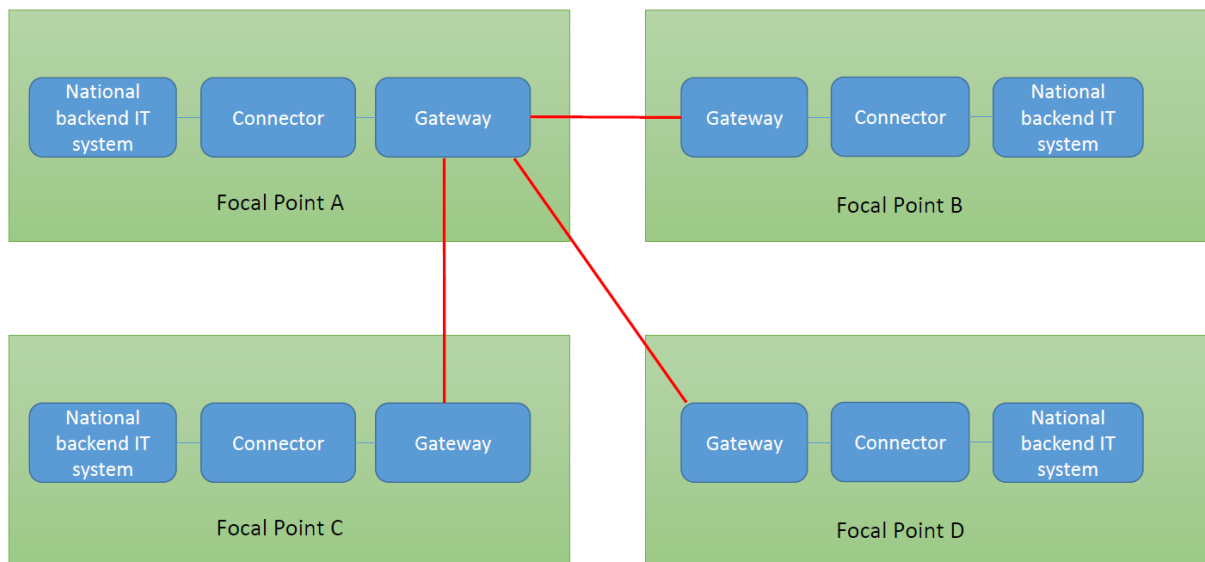 National
backend IT
system
Connector
Gateway
Focal Point A
Gateway
Connector
National
backend IT
system
Focal Point B
National
backend IT
system
Connector
Gateway
Focal Point C
Gateway
Connector
National
backend IT
system
Focal Point D